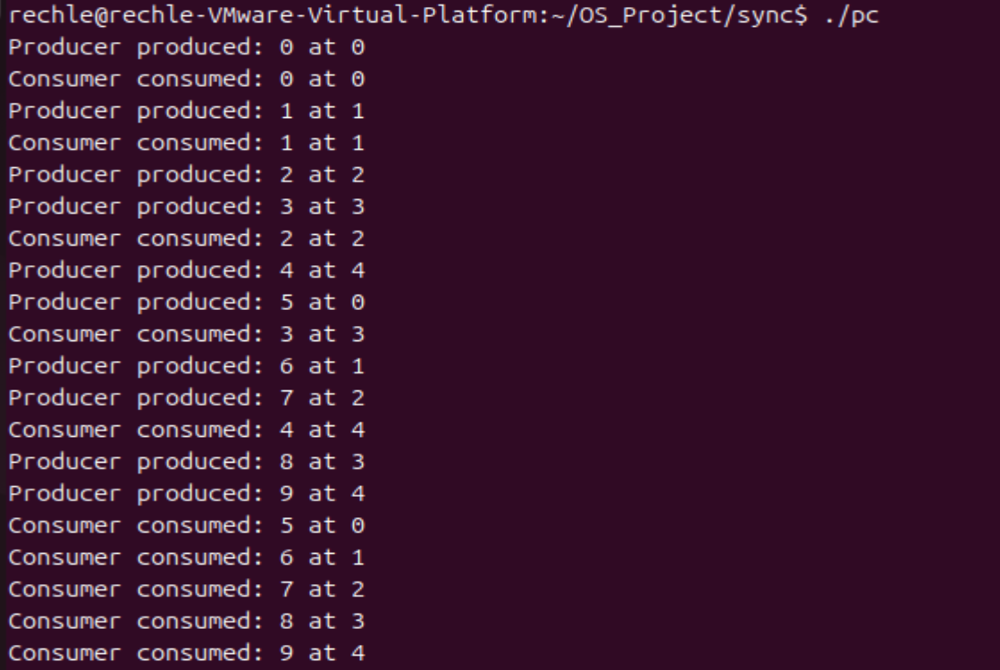 rechle@rechle-VMware-Virtual-Platform:~/OS_Project/sync$ ./pc
Producer produced: 0 at 0
Consumer consumed: 0 at 0
Producer produced: 1 at 1
Consumer consumed: 1 at 1
Producer produced: 2 at 2
Producer produced: 3 at 3
Consumer consumed: 2 at 2
Producer produced: 4 at 4
Producer produced: 5 at 0
Consumer consumed: 3 at 3
Producer produced: 6 at 1
Producer produced: 7 at 2
Consumer consumed: 4 at 4
Producer produced: 8 at 3
Producer produced: 9 at 4
Consumer consumed: 5 at 0
Consumer consumed: 6 at 1
Consumer consumed: 7 at 2
Consumer consumed: 8 at 3
Consumer consumed: 9 at 4